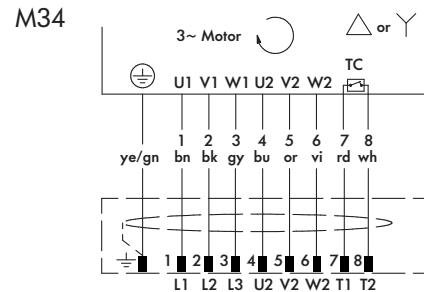 M34
3~ Motor
or
TC
U1 V1 W1 U2 V2 W2
1 2 3 4 5 6 7 8
ye/gn bn bk gy bu or vi rd wh
1 2 3 4 5 6 7 8
L1 L2 L3 U2 V2 W2 T1 T2